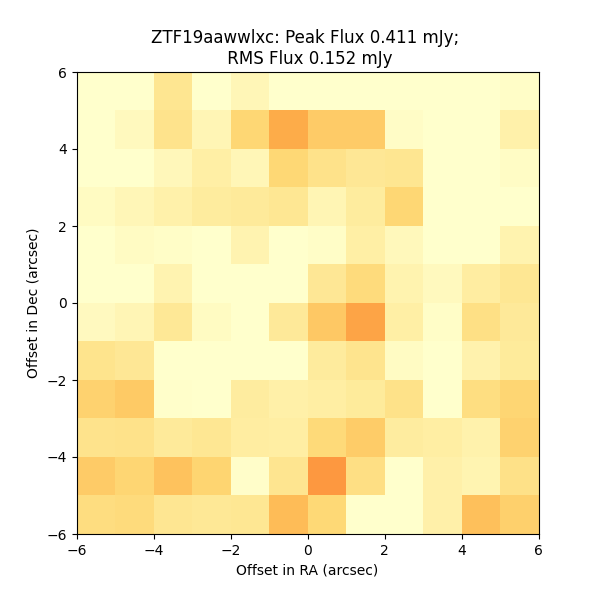 ZTF19aawwlxc: Peak Flux 0.411 mJy;
RMS Flux 0.152 mJy
6
4
2
0
−2
−4
−6
Offset in Dec (arcsec)
−6 −4 −2 0 2 4 6
Offset in RA (arcsec)